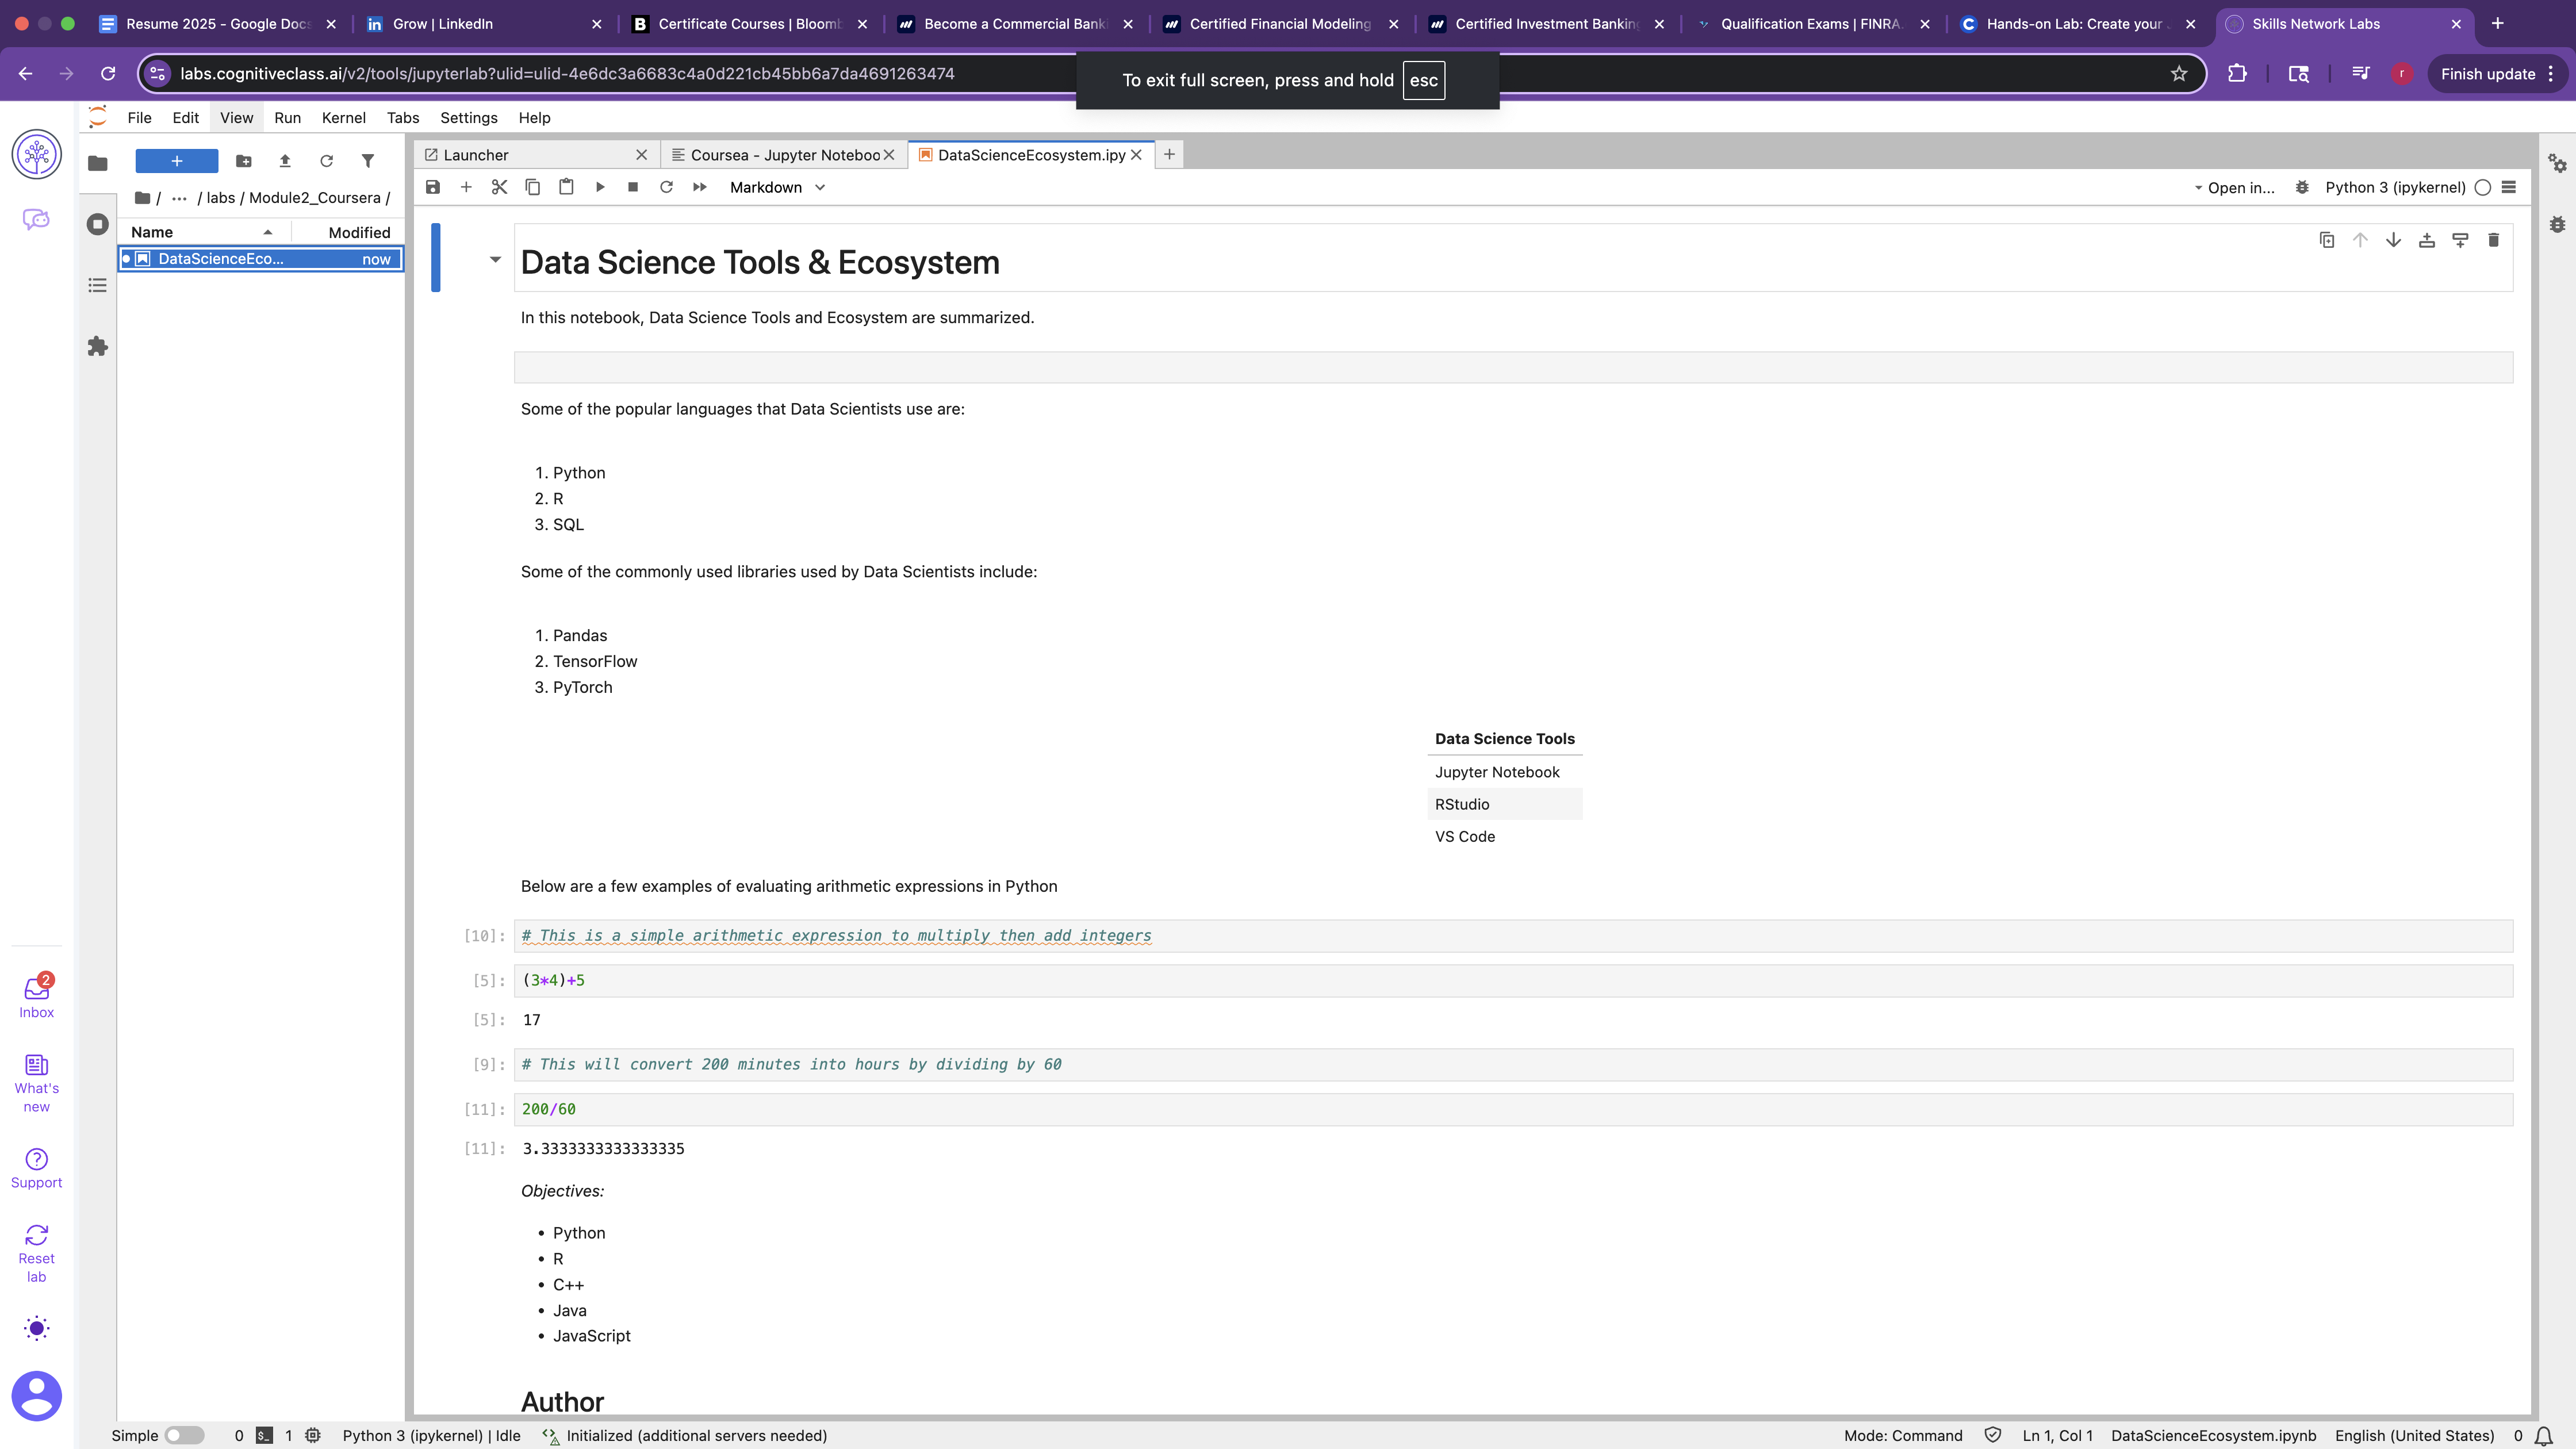 Resume 2025 - Google Docs
Grow | LinkedIn
Certificate Courses | Bloomb
Become a Commercial Banki
Certified Financial Modeling
Certified Investment Banking
Qualification Exams | FINRA.
Hands-on Lab: Create your
Skills Network Labs
labs.cognitiveclass.ai/v2/tools/jupyterlab?ulid=ulid-4e6dc3a6683c4a0d221cb45bb6a7da4691263474
To exit full screen, press and hold esc
r
Finish update
File Edit View Run Kernel Tabs Settings Help
Launcher
Coursea - Jupyter Noteboo
DataScienceEcosystem.ipy
/ ... / labs / Module2_Coursera /
Markdown
Open in...
Python 3 (ipykernel)
Name Modified
DataScienceEco... now
Data Science Tools & Ecosystem
In this notebook, Data Science Tools and Ecosystem are summarized.
Some of the popular languages that Data Scientists use are:
1. Python
2. R
3. SQL
Some of the commonly used libraries used by Data Scientists include:
1. Pandas
2. TensorFlow
3. PyTorch
Data Science Tools
Jupyter Notebook
RStudio
VS Code
Below are a few examples of evaluating arithmetic expressions in Python
[10]: # This is a simple arithmetic expression to multiply then add integers
[5]: (3*4)+5
[5]: 17
[9]: # This will convert 200 minutes into hours by dividing by 60
[11]: 200/60
[11]: 3.3333333333333335
Objectives:
• Python
• R
• C++
• Java
• JavaScript
Author
2
Inbox
What's
new
Support
Reset
lab
Simple 0 1 Python 3 (ipykernel) | Idle Initialized (additional servers needed)
Mode: Command Ln 1, Col 1 DataScienceEcosystem.ipynb English (United States) 0